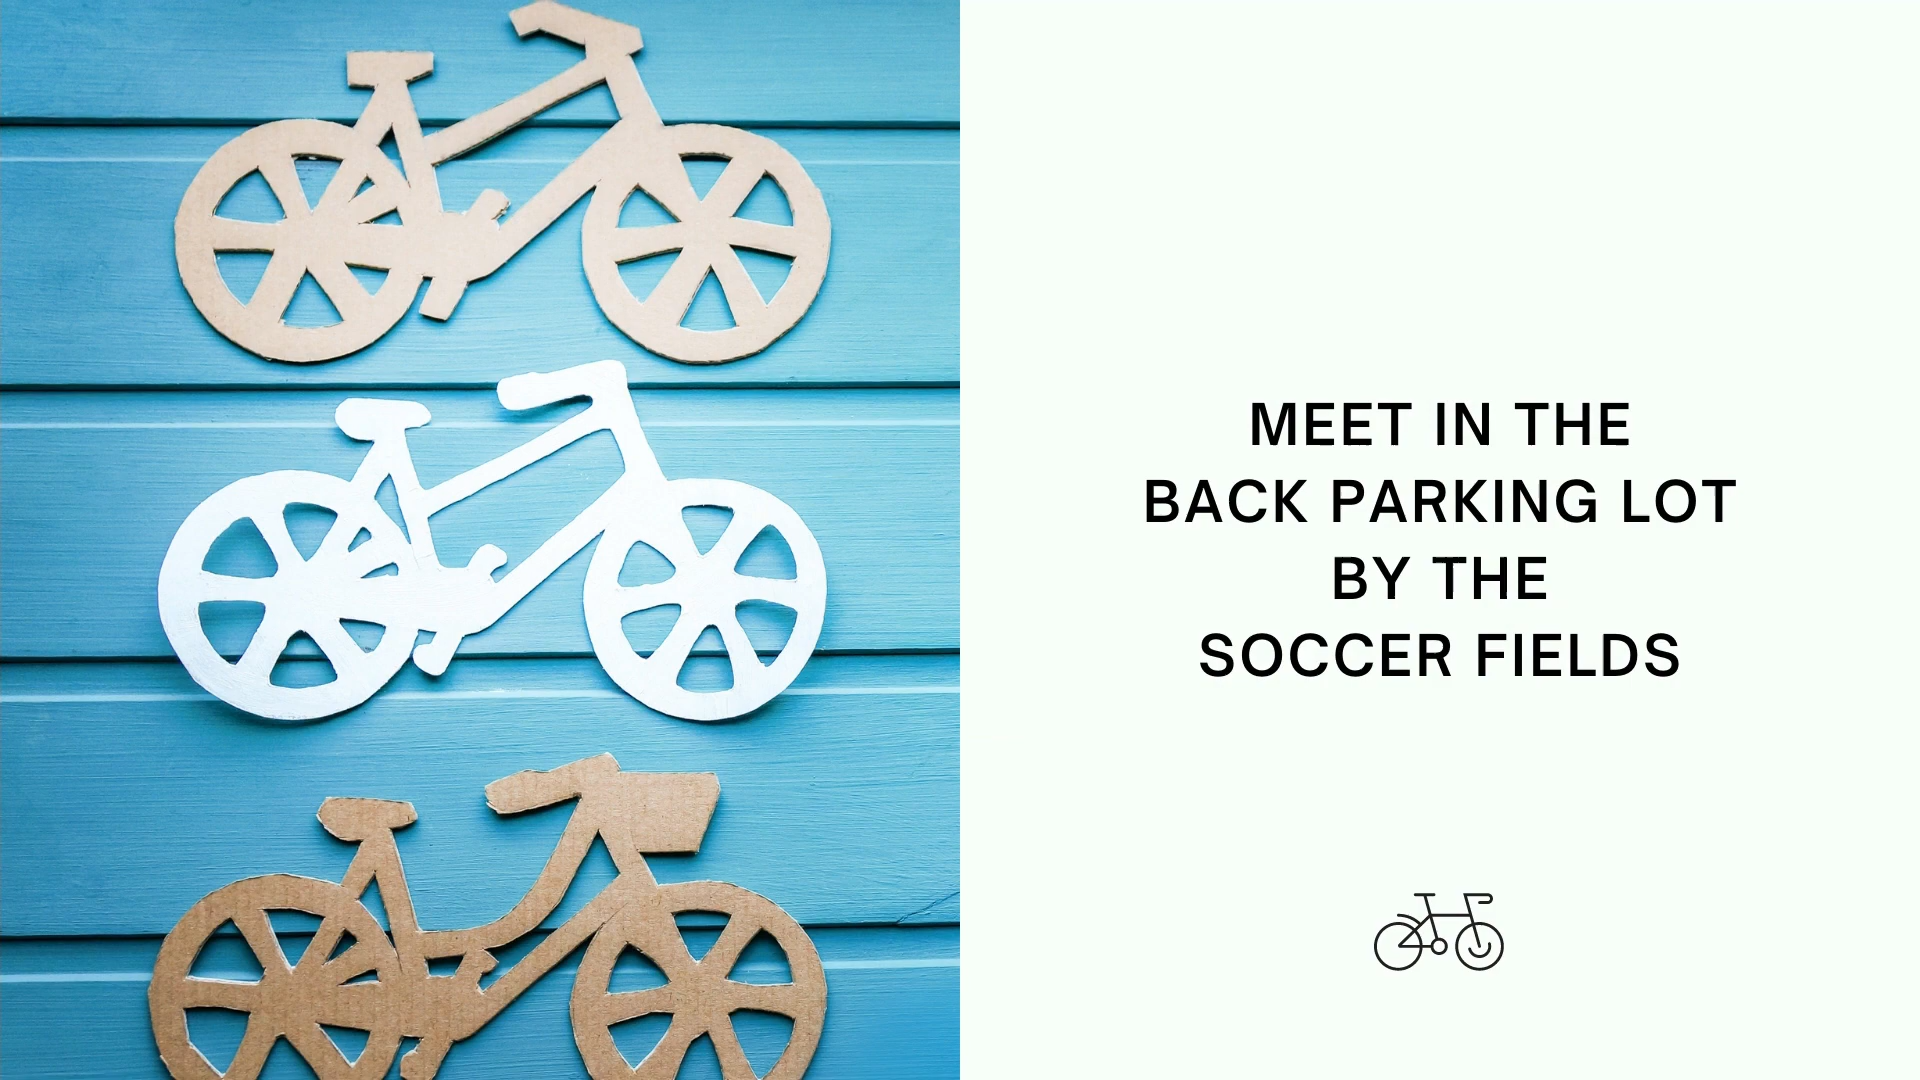 MEET IN THE
BACK PARKING LOT
BY THE
SOCCER FIELDS